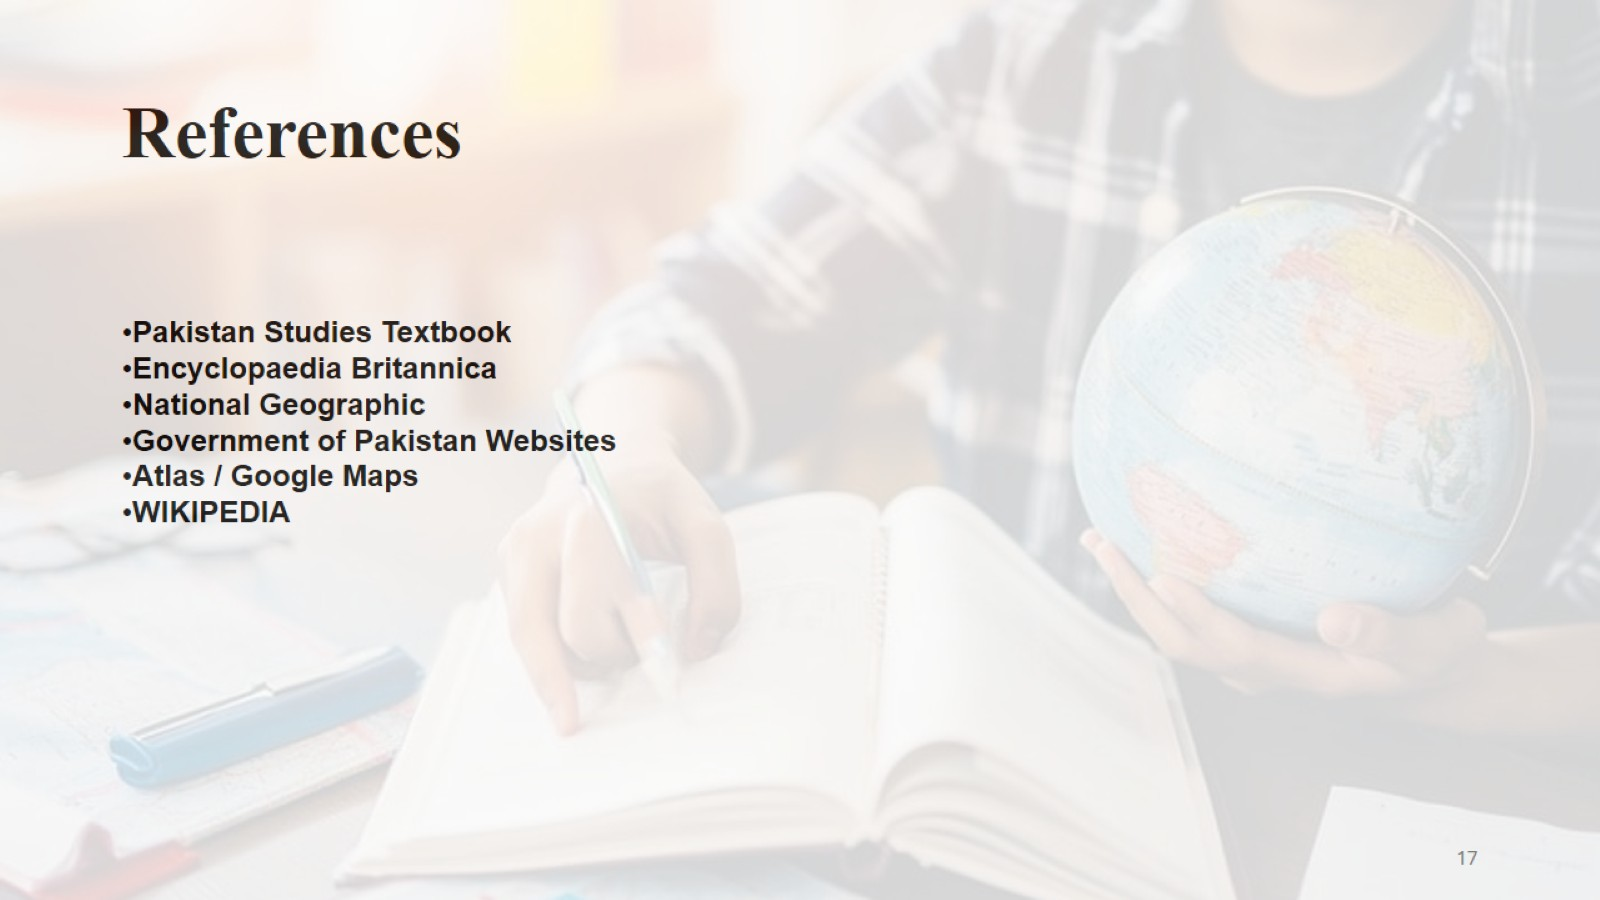 References
•Pakistan Studies Textbook
•Encyclopaedia Britannica
•National Geographic
•Government of Pakistan Websites
•Atlas / Google Maps
•WIKIPEDIA
17